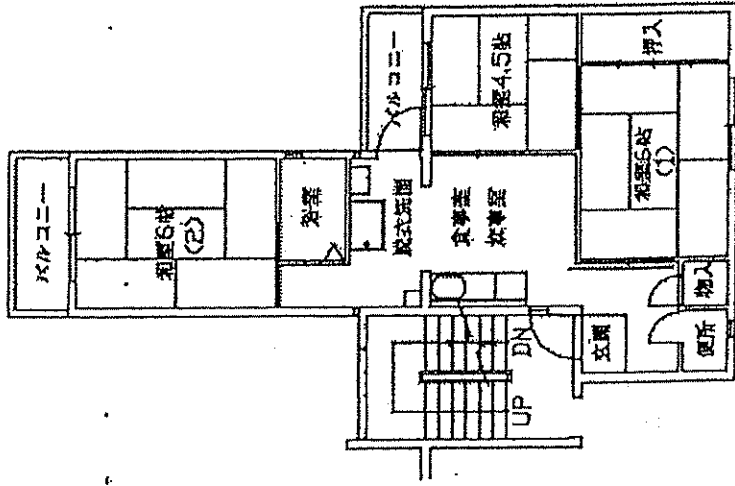 バルコニー
和室6帖
(2)
浴室
脱衣洗面
バルコニー
和室4.5帖
押入
食事室
炊事室
和室6帖
(1)
物入
便所
玄関
UP
DN